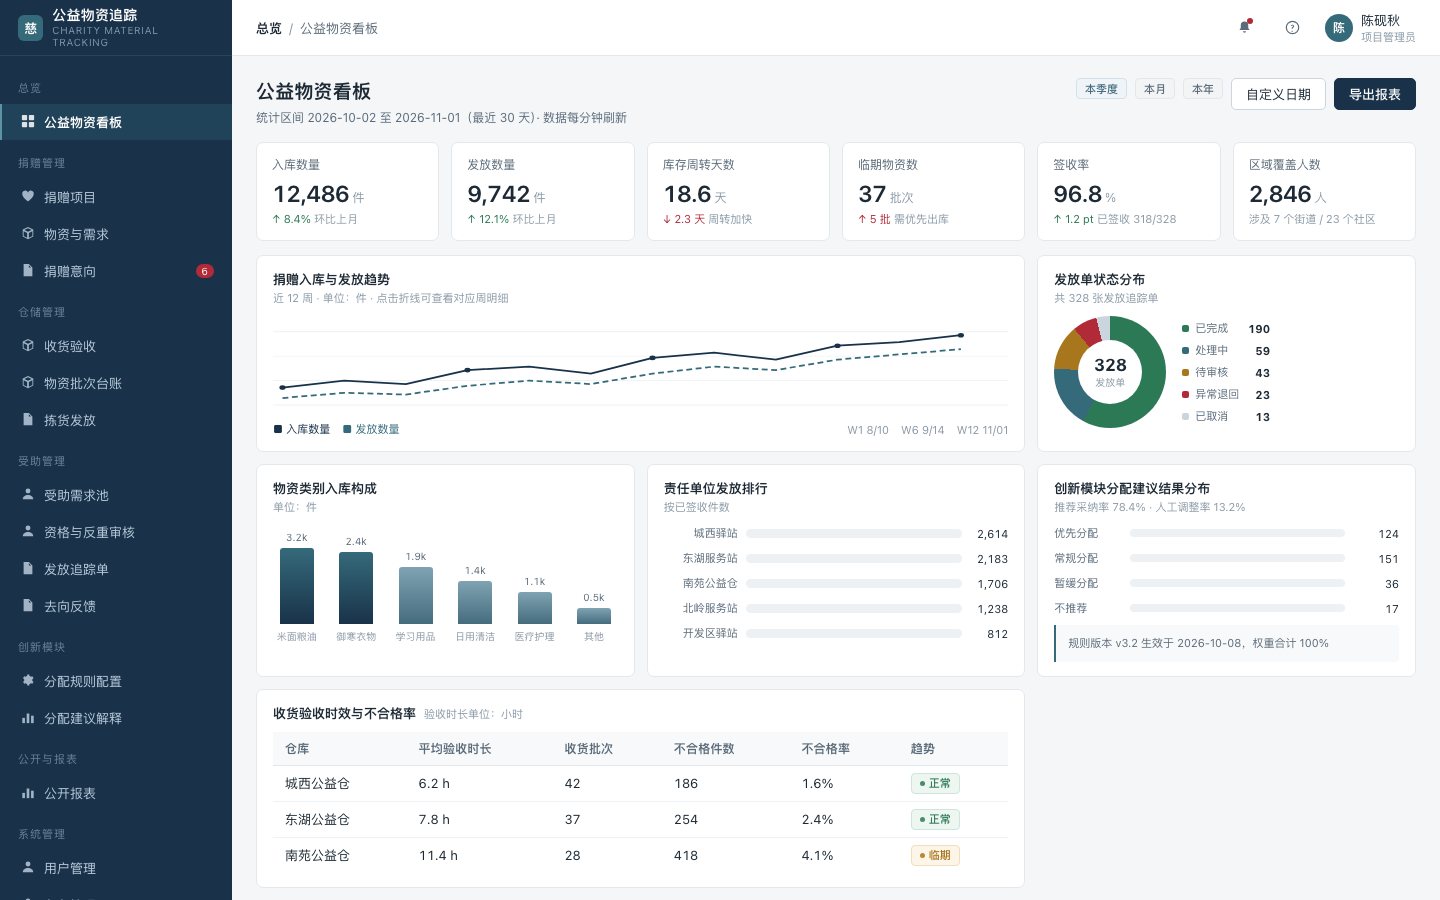 慈
公益物资追踪
CHARITY MATERIAL
TRACKING
总览
公益物资看板
捐赠管理
捐赠项目
物资与需求
捐赠意向 6
仓储管理
收货验收
物资批次台账
拣货发放
受助管理
受助需求池
资格与反重审核
发放追踪单
去向反馈
创新模块
分配规则配置
分配建议解释
公开与报表
公开报表
系统管理
用户管理
总览 / 公益物资看板
陈
陈砚秋
项目管理员
公益物资看板
统计区间 2026-10-02 至 2026-11-01（最近 30 天）· 数据每分钟刷新
本季度 本月 本年 自定义日期 导出报表
入库数量
12,486 件
↑ 8.4% 环比上月
发放数量
9,742 件
↑ 12.1% 环比上月
库存周转天数
18.6 天
↓ 2.3 天 周转加快
临期物资数
37 批次
↑ 5 批 需优先出库
签收率
96.8 %
↑ 1.2 pt 已签收 318/328
区域覆盖人数
2,846 人
涉及 7 个街道 / 23 个社区
捐赠入库与发放趋势
近 12 周 · 单位：件 · 点击折线可查看对应周明细
入库数量 发放数量
W1 8/10 W6 9/14 W12 11/01
发放单状态分布
共 328 张发放追踪单
328
发放单
已完成 190
处理中 59
待审核 43
异常退回 23
已取消 13
物资类别入库构成
单位：件
3.2k 2.4k 1.9k 1.4k 1.1k 0.5k
米面粮油 御寒衣物 学习用品 日用清洁 医疗护理 其他
责任单位发放排行
按已签收件数
城西驿站 2,614
东湖服务站 2,183
南苑公益仓 1,706
北岭服务站 1,238
开发区驿站 812
创新模块分配建议结果分布
推荐采纳率 78.4% · 人工调整率 13.2%
优先分配 124
常规分配 151
暂缓分配 36
不推荐 17
规则版本 v3.2 生效于 2026-10-08，权重合计 100%
收货验收时效与不合格率 验收时长单位：小时
仓库 平均验收时长 收货批次 不合格件数 不合格率 趋势
城西公益仓 6.2 h 42 186 1.6% 正常
东湖公益仓 7.8 h 37 254 2.4% 正常
南苑公益仓 11.4 h 28 418 4.1% 临期